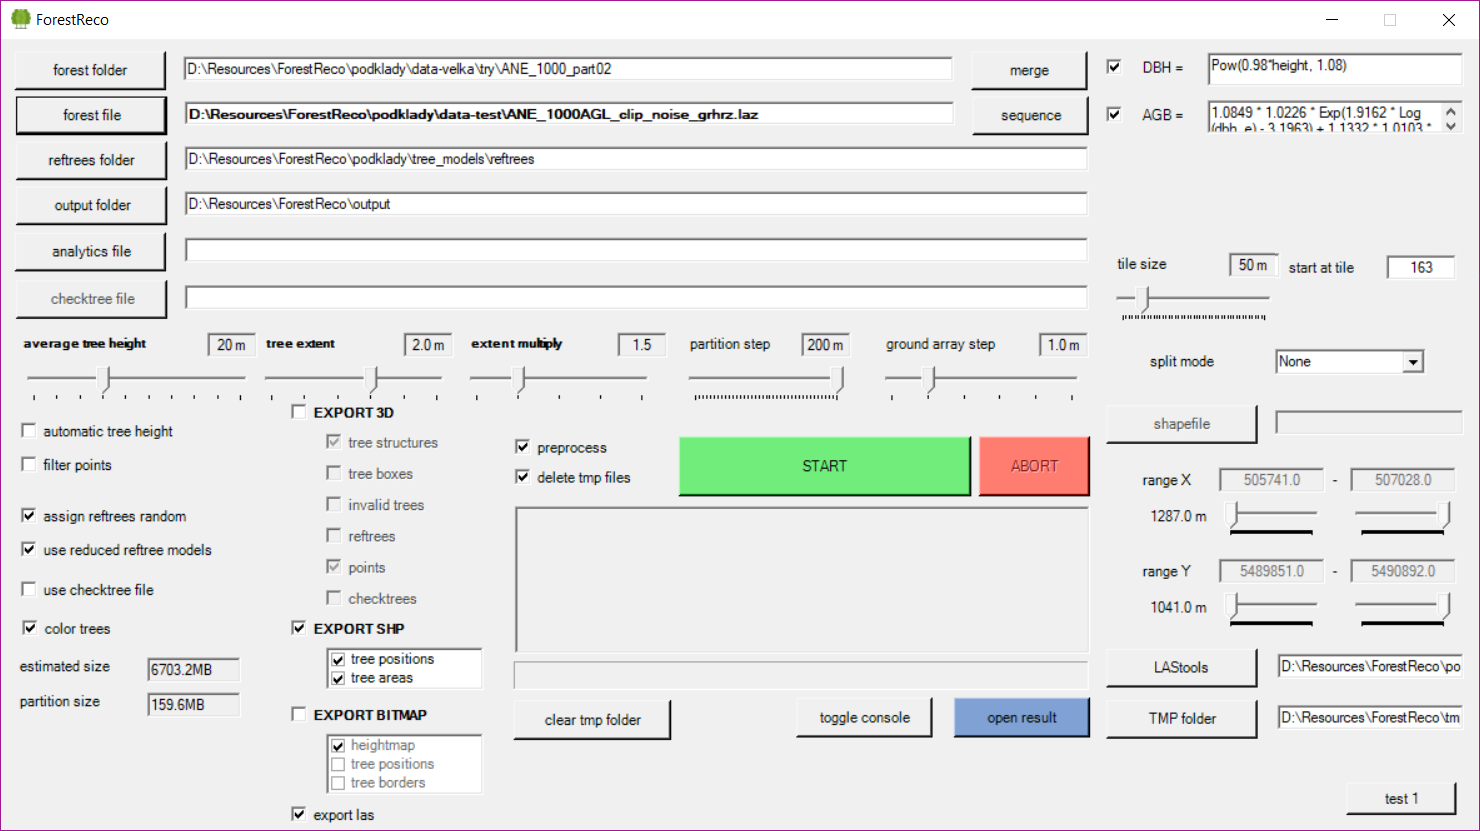 ForestReco
forest folder
D:\Resources\ForestReco\podklady\data-velka\try\ANE_1000_part02
merge
DBH =
Pow(0.98*height, 1.08)
forest file
D:\Resources\ForestReco\podklady\data-test\ANE_1000AGL_clip_noise_grhrz.laz
sequence
AGB =
1.0849 * 1.0226 * Exp(1.9162 * Log
(dbh, e) - 3.1963) + 1.1332 * 1.0103 *
reftrees folder
D:\Resources\ForestReco\podklady\tree_models\reftrees
output folder
D:\Resources\ForestReco\output
analytics file
checktree file
tile size
50 m
start at tile
163
average tree height
20 m
tree extent
2.0 m
extent multiply
1.5
partition step
200 m
ground array step
1.0 m
split mode
None
shapefile
automatic tree height
filter points
assign reftrees random
use reduced reftree models
use checktree file
color trees
estimated size
6703.2MB
partition size
159.6MB
EXPORT 3D
tree structures
tree boxes
invalid trees
reftrees
points
checktrees
EXPORT SHP
tree positions
tree areas
EXPORT BITMAP
heightmap
tree positions
tree borders
export las
preprocess
delete tmp files
START
ABORT
clear tmp folder
toggle console
open result
range X
505741.0
-
507028.0
1287.0 m
range Y
5489851.0
-
5490892.0
1041.0 m
LAStools
D:\Resources\ForestReco\po
TMP folder
D:\Resources\ForestReco\tm
test 1